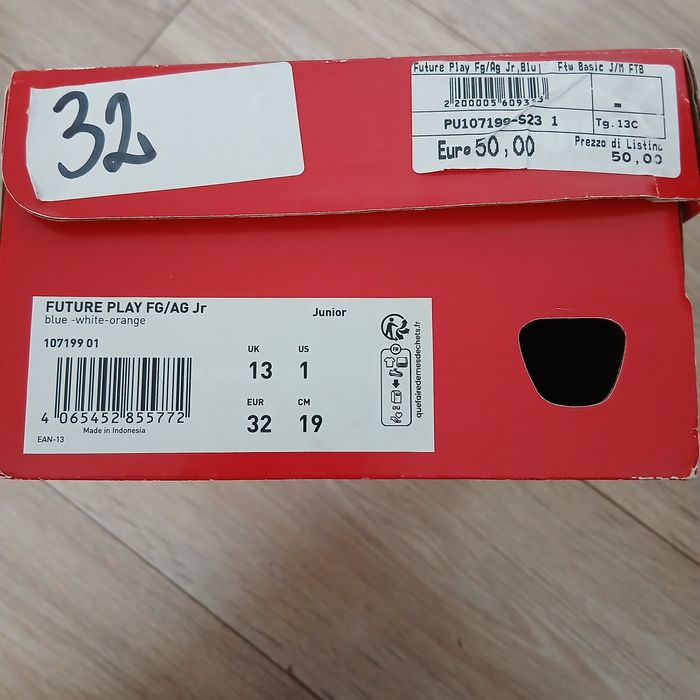 32
Future Play Fg/Ag Jr,Blu Ftw Basic J/M FTB
PU107199-S23 1
Tg. 13C
Euro 50,00
Prezzo di Listino
50,00
FUTURE PLAY FG/AG Jr
blue -white-orange
Junior
107199 01
UK
US
13
1
EUR
CM
32
19
4 065452 855772
Made in Indonesia
EAN-13
FR
OU
quefairedemesdechets.fr